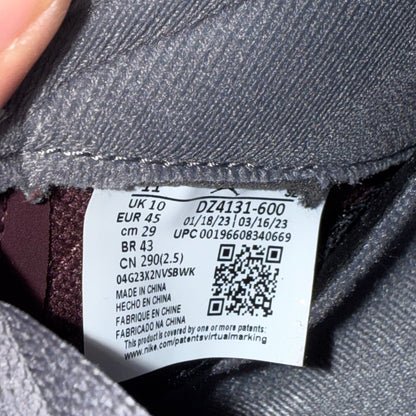 UK 10
EUR 45
cm 29
BR 43
CN 290(2.5)
04G23X2NVSBWK
MADE IN CHINA
HECHO EN CHINA
FABRIQUE EN CHINE
FABRICADO NA CHINA
DZ4131-600
01/18/23 03/16/23
UPC 00196608340669
This product is covered by one or more patents:
www.nike.com/patentsvirtualmarking